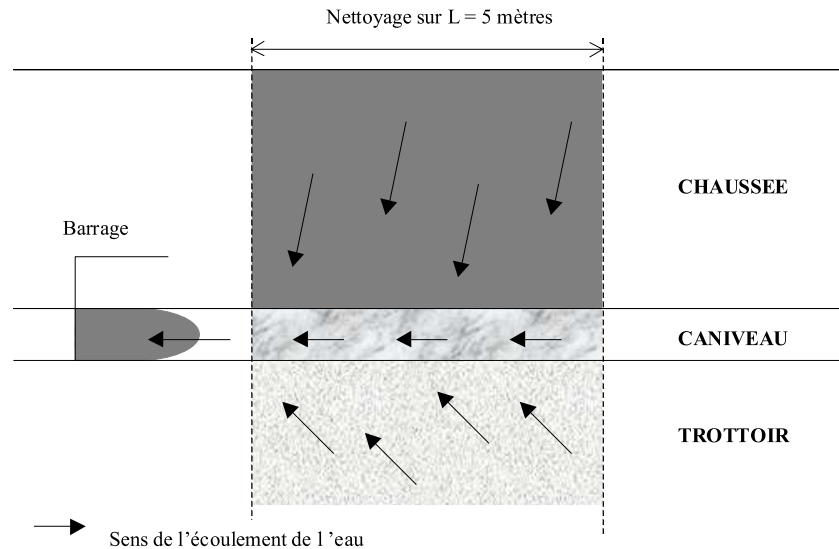 Nettoyage sur L = 5 mètres
CHAUSSEE
Barrage
CANIVEAU
TROTTOIR
Sens de l’écoulement de l ’eau